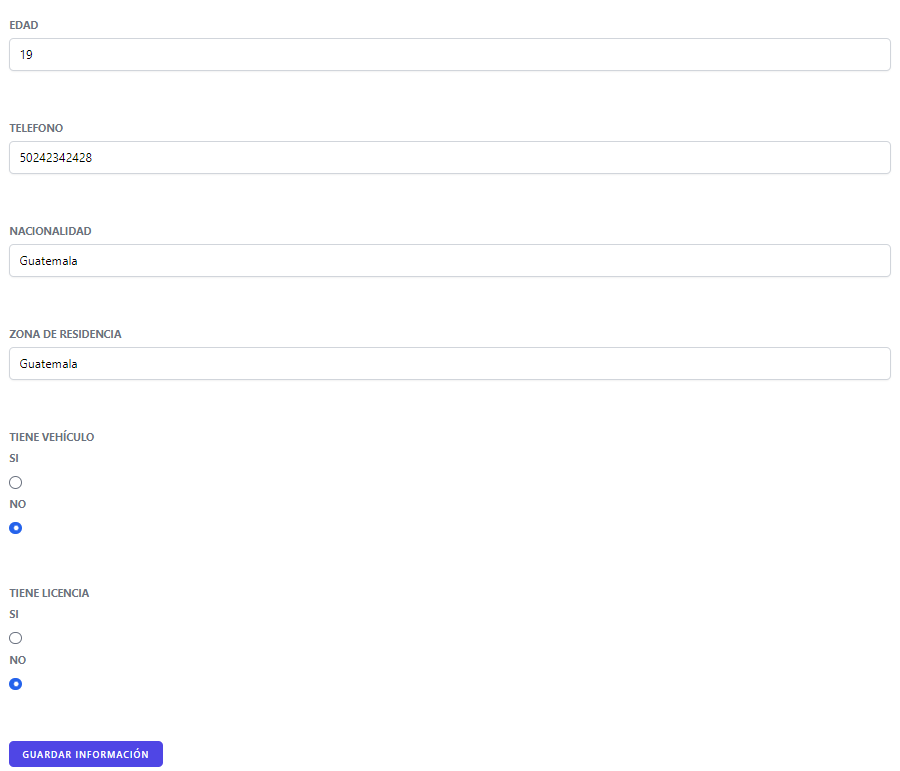 EDAD
19
TELEFONO
50242342428
NACIONALIDAD
Guatemala
ZONA DE RESIDENCIA
Guatemala
TIENE VEHÍCULO
SI
NO
TIENE LICENCIA
SI
NO
GUARDAR INFORMACIÓN